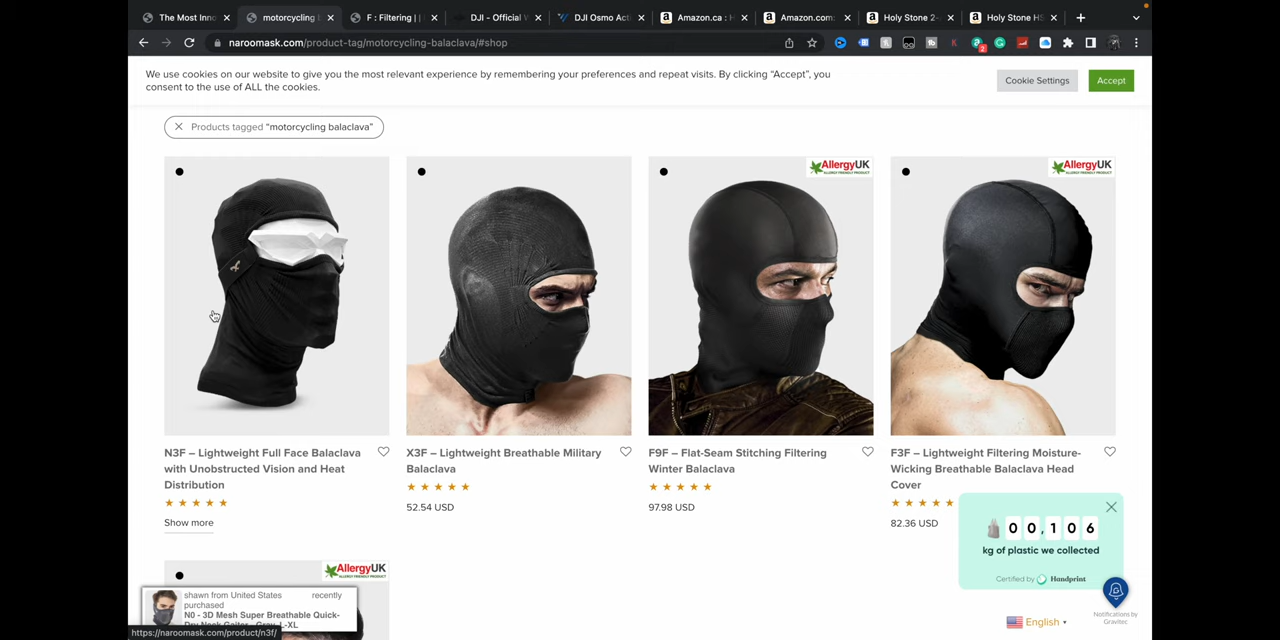 The Most Inno
motorcycling b
F : Filtering | |
DJI - Official W
DJI Osmo Acti
Amazon.ca : H
Amazon.com:
Holy Stone 2-
Holy Stone HS
naroomask.com/product-tag/motorcycling-balaclava/#shop
We use cookies on our website to give you the most relevant experience by remembering your preferences and repeat visits. By clicking “Accept”, you
consent to the use of ALL the cookies.
Cookie Settings
Accept
Products tagged “motorcycling balaclava”
AllergyUK
ALLERGY FRIENDLY PRODUCT
AllergyUK
ALLERGY FRIENDLY PRODUCT
N3F – Lightweight Full Face Balaclava
with Unobstructed Vision and Heat
Distribution
Show more
X3F – Lightweight Breathable Military
Balaclava
52.54 USD
F9F – Flat-Seam Stitching Filtering
Winter Balaclava
97.98 USD
F3F – Lightweight Filtering Moisture-
Wicking Breathable Balaclava Head
Cover
82.36 USD
00,106
kg of plastic we collected
Certified by Handprint
AllergyUK
ALLERGY FRIENDLY PRODUCT
shawn from United States recently
purchased
N0 - 3D Mesh Super Breathable Quick-
Dry Neck Gaiter - Gray, L-XL
https://naroomask.com/product/n3f/
Notifications by
Gravitec
English